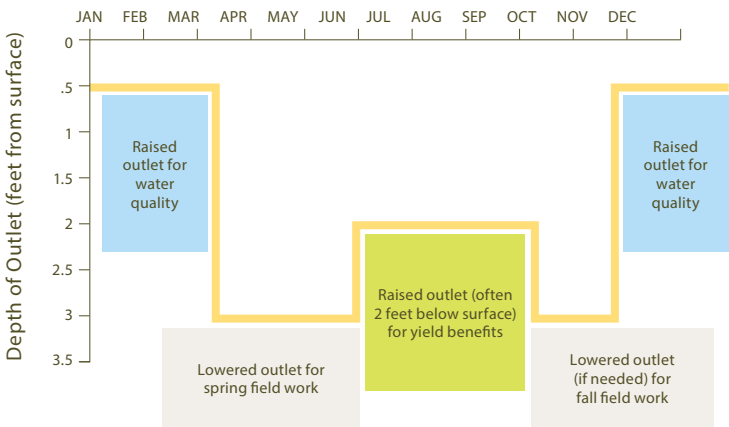 JAN FEB MAR APR MAY JUN JUL AUG SEP OCT NOV DEC
Depth of Outlet (feet from surface)
0
.5
1
1.5
2
2.5
3
3.5
Raised
outlet for
water
quality
Raised
outlet for
water
quality
Raised outlet (often
2 feet below surface)
for yield benefits
Lowered outlet for
spring field work
Lowered outlet
(if needed) for
fall field work